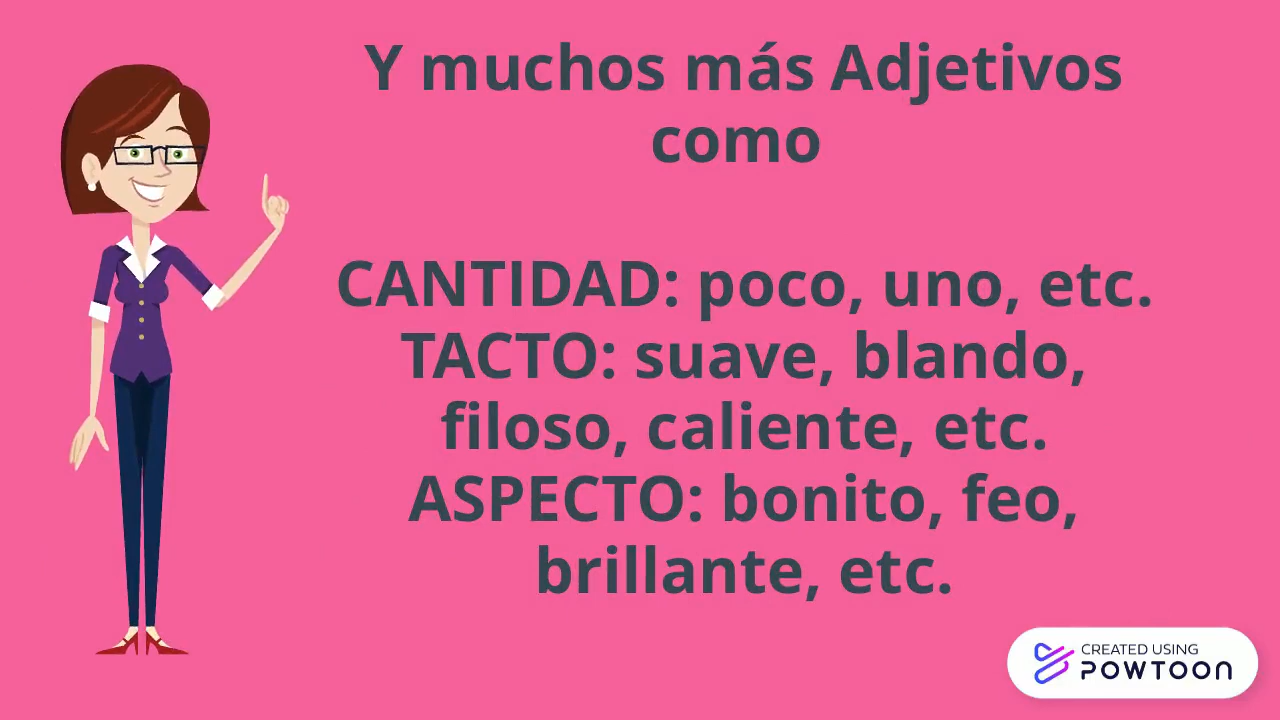 Y muchos más Adjetivos
como
CANTIDAD: poco, uno, etc.
TACTO: suave, blando,
filoso, caliente, etc.
ASPECTO: bonito, feo,
brillante, etc.
CREATED USING
POWTOON